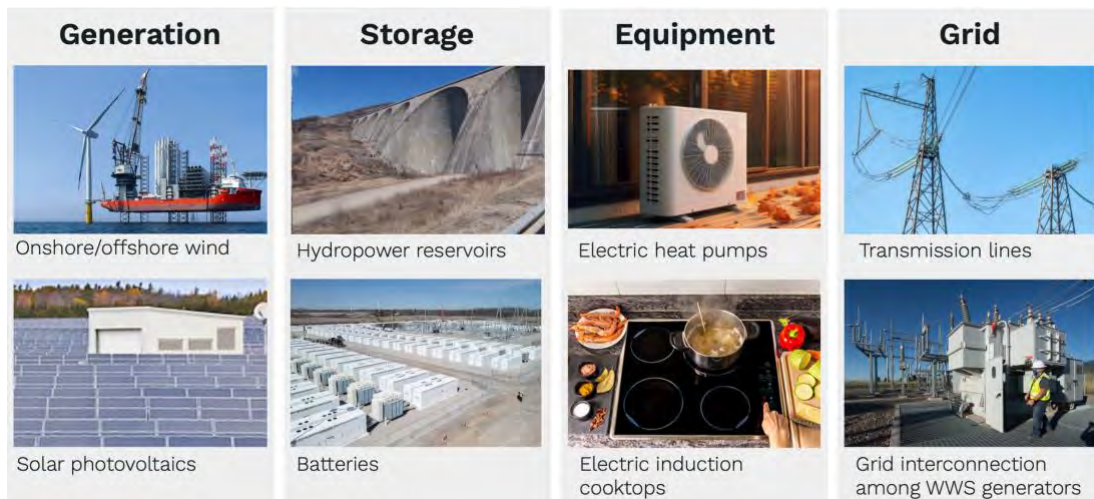 Generation
Storage
Equipment
Grid
Onshore/offshore wind
Hydropower reservoirs
Electric heat pumps
Transmission lines
Solar photovoltaics
Batteries
Electric induction
cooktops
Grid interconnection
among WWS generators